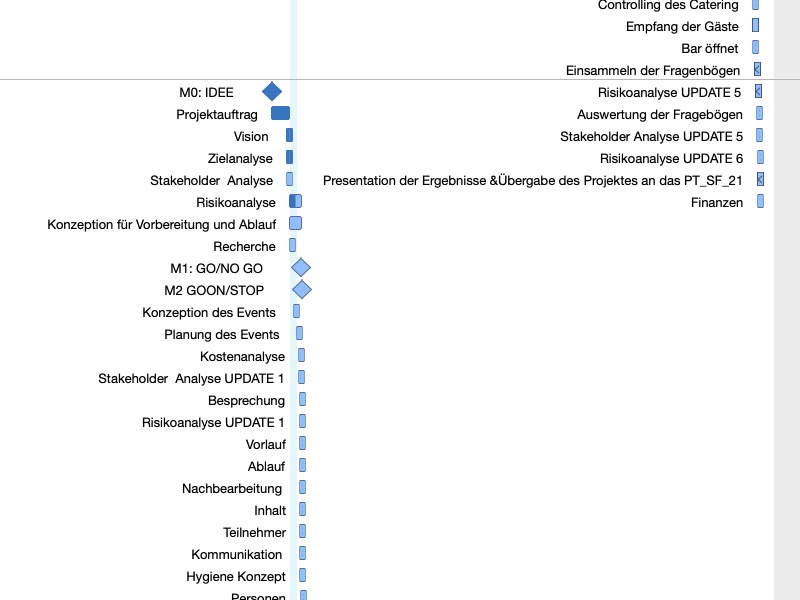 Controlling des Catering
Empfang der Gäste
Bar öffnet
Einsammeln der Fragenbögen
M0: IDEE
Risikoanalyse UPDATE 5
Projektauftrag
Auswertung der Fragebögen
Vision
Stakeholder Analyse UPDATE 5
Zielanalyse
Risikoanalyse UPDATE 6
Stakeholder  Analyse
Presentation der Ergebnisse &Übergabe des Projektes an das PT_SF_21
Risikoanalyse
Finanzen
Konzeption für Vorbereitung und Ablauf
Recherche
M1: GO/NO GO
M2 GOON/STOP
Konzeption des Events
Planung des Events
Kostenanalyse
Stakeholder  Analyse UPDATE 1
Besprechung
Risikoanalyse UPDATE 1
Vorlauf
Ablauf
Nachbearbeitung
Inhalt
Teilnehmer
Kommunikation
Hygiene Konzept
Personen